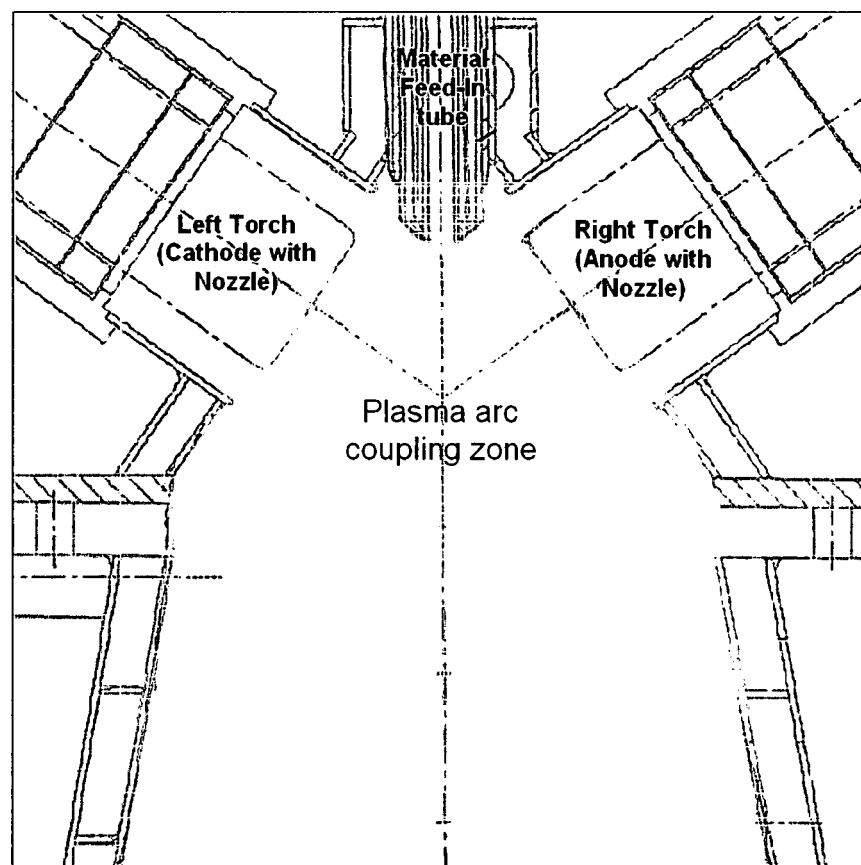 Material
Feed-In
tube
Left Torch
(Cathode with
Nozzle)
Right Torch
(Anode with
Nozzle)
Plasma arc
coupling zone